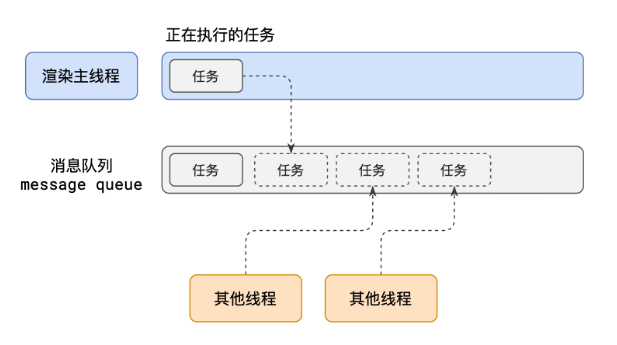 正在执行的任务
渲染主线程
任务
消息队列
message queue
任务
任务
任务
任务
其他线程
其他线程